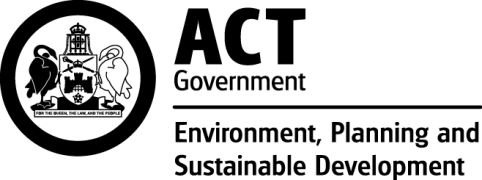 ACT
Government
FOR THE QUEEN, THE LAW, AND THE PEOPLE
Environment, Planning and
Sustainable Development